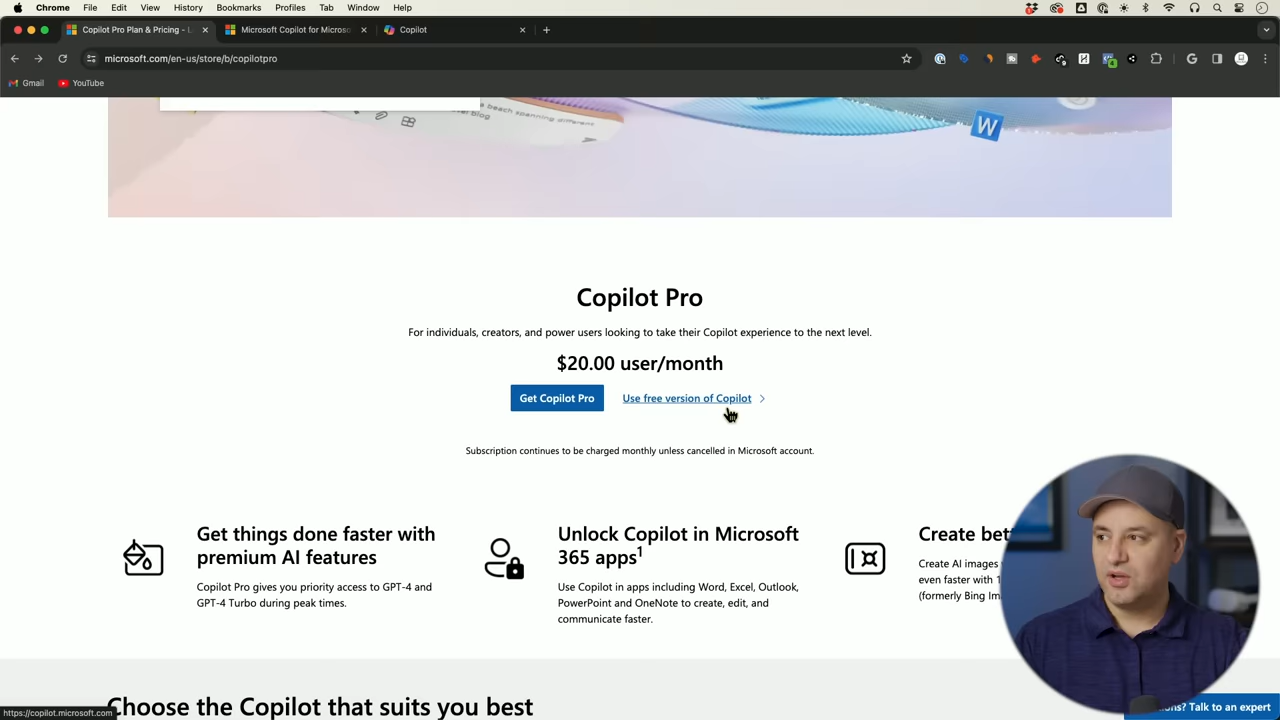 Chrome File Edit View History Bookmarks Profiles Tab Window Help
Copilot Pro Plan & Pricing - L
Microsoft Copilot for Microso
Copilot
microsoft.com/en-us/store/b/copilotpro
Gmail YouTube
beach spanning different
blog
W
Copilot Pro
For individuals, creators, and power users looking to take their Copilot experience to the next level.
$20.00 user/month
Get Copilot Pro Use free version of Copilot
Subscription continues to be charged monthly unless cancelled in Microsoft account.
Get things done faster with
premium AI features
Copilot Pro gives you priority access to GPT-4 and
GPT-4 Turbo during peak times.
Unlock Copilot in Microsoft
365 apps1
Use Copilot in apps including Word, Excel, Outlook,
PowerPoint and OneNote to create, edit, and
communicate faster.
Create bet
Create AI images
even faster with 1
(formerly Bing Im
Choose the Copilot that suits you best
https://copilot.microsoft.com
ons? Talk to an expert